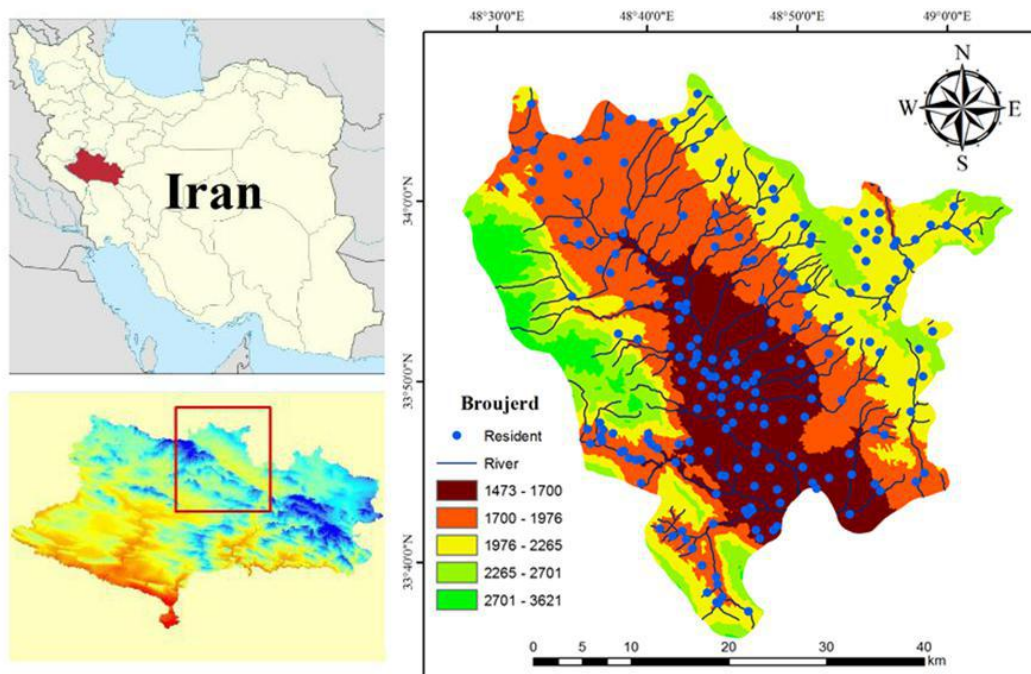 Iran
48°30'0"E
48°40'0"E
48°50'0"E
49°0'0"E
N
W
E
S
34°0'0"N
33°50'0"N
33°40'0"N
Broujerd
Resident
River
1473 - 1700
1700 - 1976
1976 - 2265
2265 - 2701
2701 - 3621
0 5 10 20 30 40
km